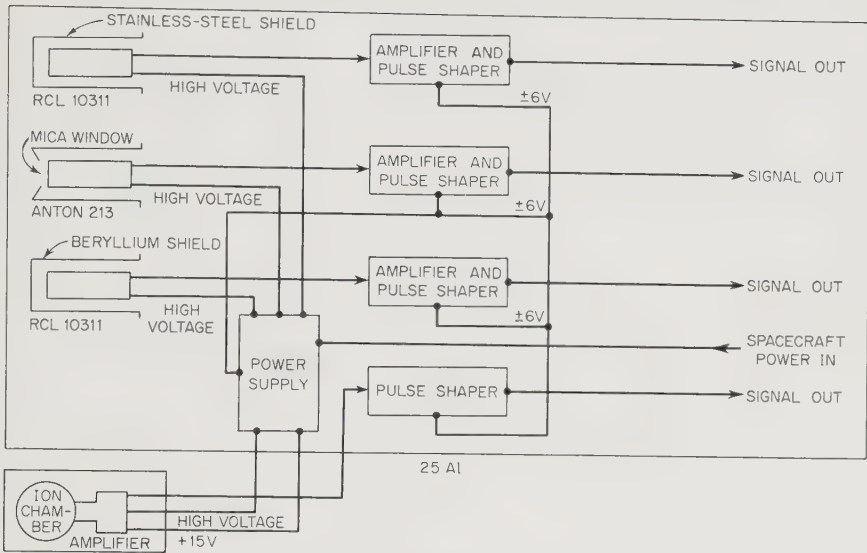 STAINLESS-STEEL SHIELD
RCL 10311
HIGH VOLTAGE
AMPLIFIER AND
PULSE SHAPER
SIGNAL OUT
±6V
MICA WINDOW
ANTON 213
HIGH VOLTAGE
AMPLIFIER AND
PULSE SHAPER
SIGNAL OUT
±6V
BERYLLIUM SHIELD
RCL 10311
HIGH
VOLTAGE
AMPLIFIER AND
PULSE SHAPER
SIGNAL OUT
±6V
POWER
SUPPLY
SPACECRAFT
POWER IN
PULSE SHAPER
SIGNAL OUT
25 Al
ION
CHAM-
BER
AMPLIFIER
HIGH VOLTAGE
+15V